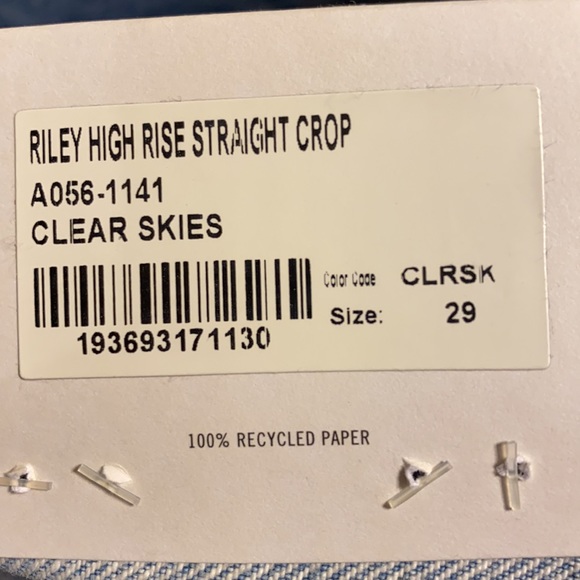 RILEY HIGH RISE STRAIGHT CROP
A056-1141
CLEAR SKIES
Color Code CLRSK
Size: 29
193693171130
100% RECYCLED PAPER